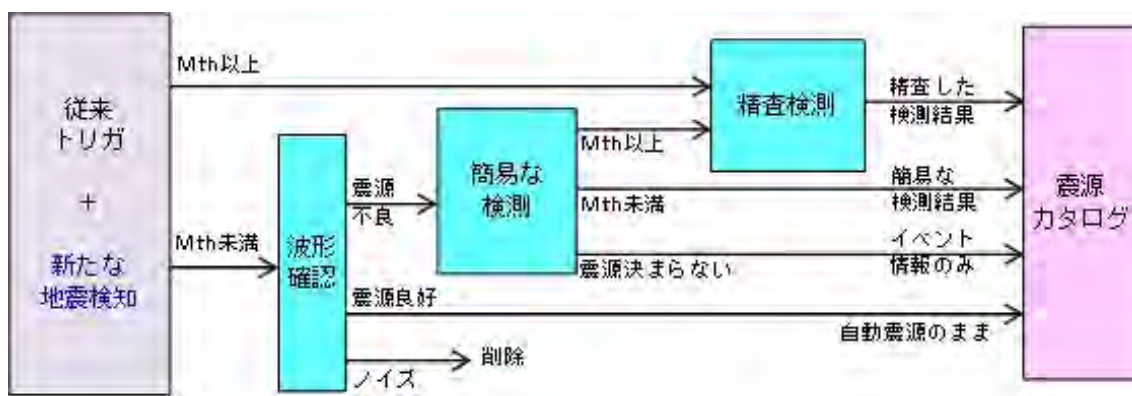 従来
トリガ
+
新たな
地震検知
Mth以上
Mth未満
波形
確認
震源
不良
震源良好
ノイズ
削除
簡易な
検測
Mth以上
Mth未満
震源決まらない
精査検測
精査した
検測結果
簡易な
検測結果
イベント
情報のみ
自動震源のまま
震源
カタログ